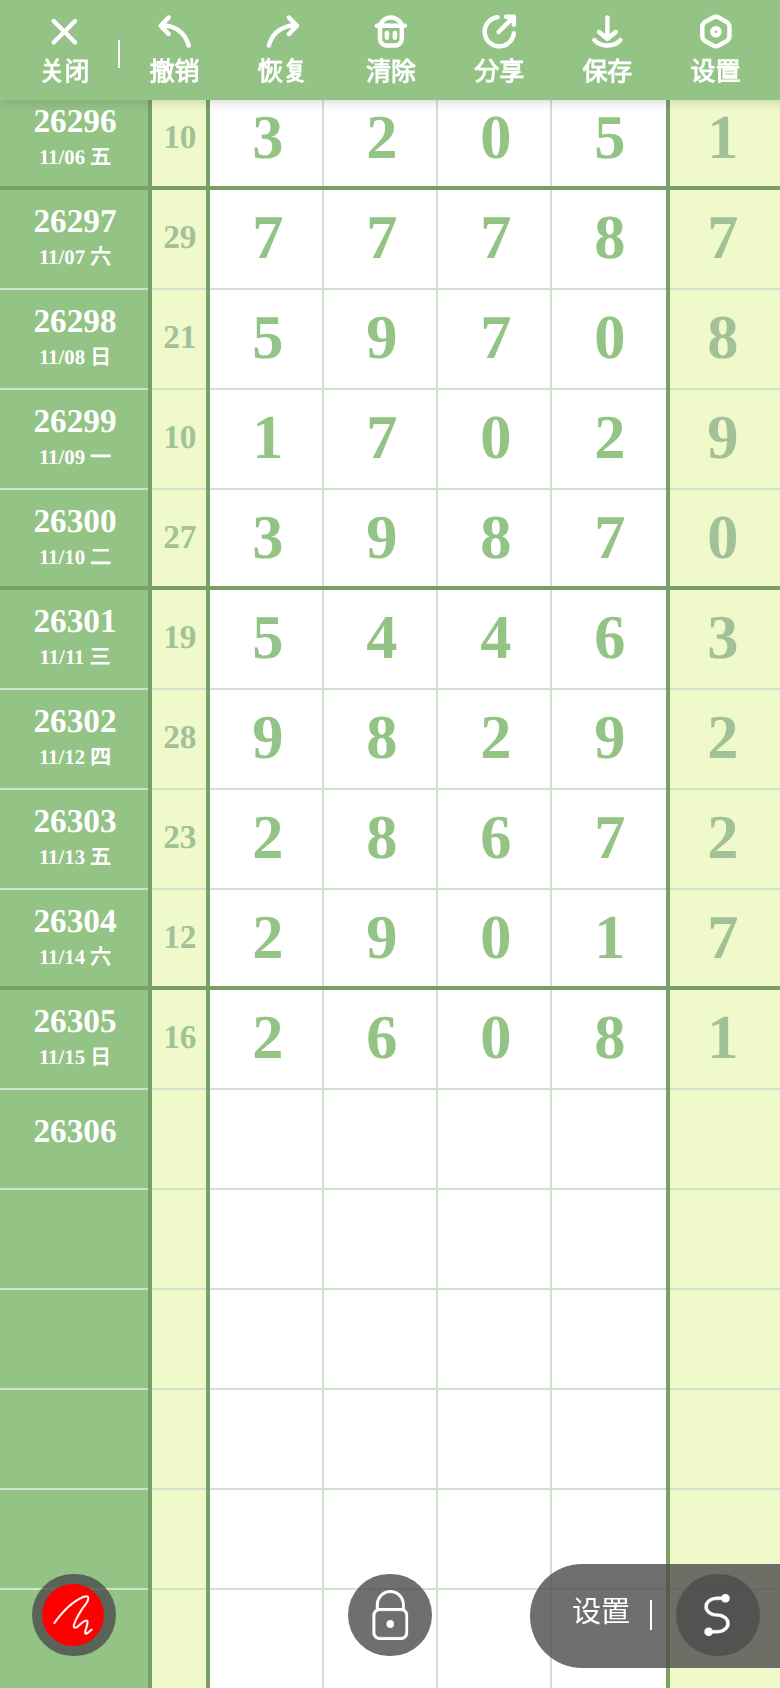 关闭 撤销 恢复 清除 分享 保存 设置
26296 10 3 2 0 5 1
11/06 五
26297 29 7 7 7 8 7
11/07 六
26298 21 5 9 7 0 8
11/08 日
26299 10 1 7 0 2 9
11/09 一
26300 27 3 9 8 7 0
11/10 二
26301 19 5 4 4 6 3
11/11 三
26302 28 9 8 2 9 2
11/12 四
26303 23 2 8 6 7 2
11/13 五
26304 12 2 9 0 1 7
11/14 六
26305 16 2 6 0 8 1
11/15 日
26306
设置